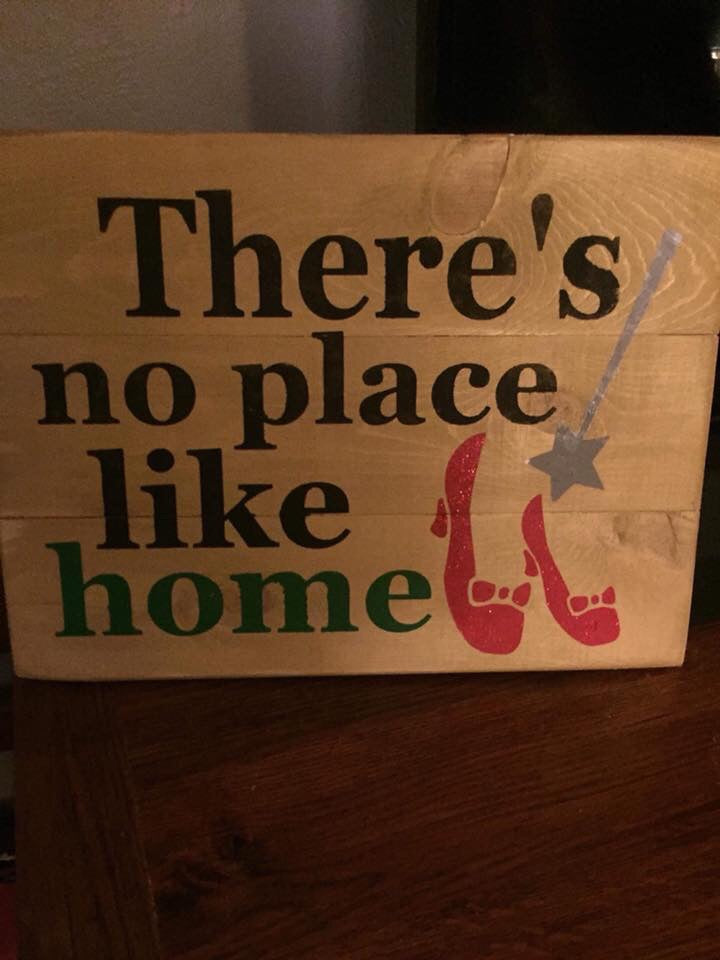 There's
no place
like
home